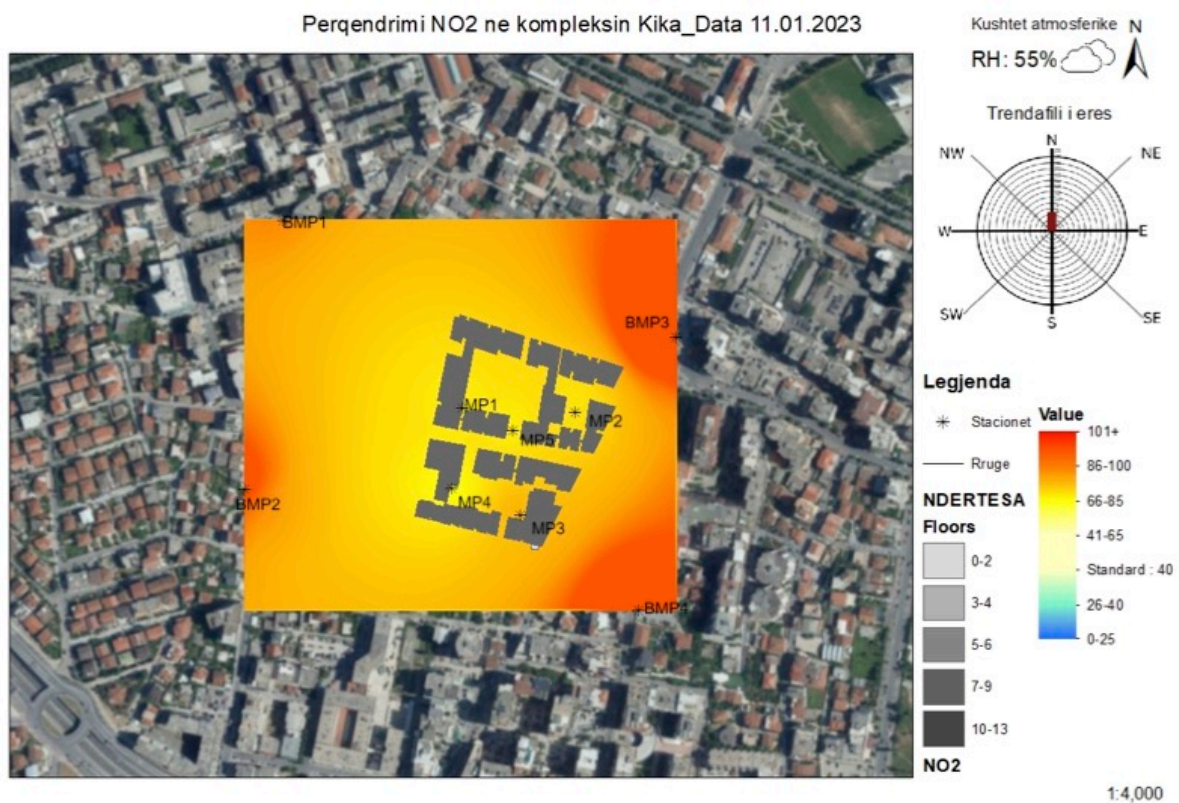 Perqendrimi NO2 ne kompleksin Kika_Data 11.01.2023
Kushtet atmosferike
N
RH: 55%
Trendafili i eres
N
NW
NE
W
E
SW
SE
S
BMP1
BMP3
MP1
MP2
MP5
MP4
BMP2
MP3
BMP4
Legjenda
Stacionet
Rruge
NDERTESA
Floors
0-2
3-4
5-6
7-9
10-13
NO2
Value
101+
86-100
66-85
41-65
Standard : 40
26-40
0-25
1:4,000